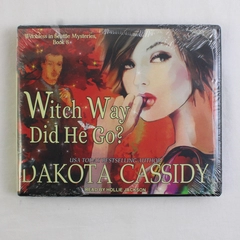 Witchless in Seattle Mysteries,
Book 8
Witch Way
Did He Go?
USA TODAY BESTSELLING AUTHOR
DAKOTA CASSIDY
READ BY HOLLIE JACKSON